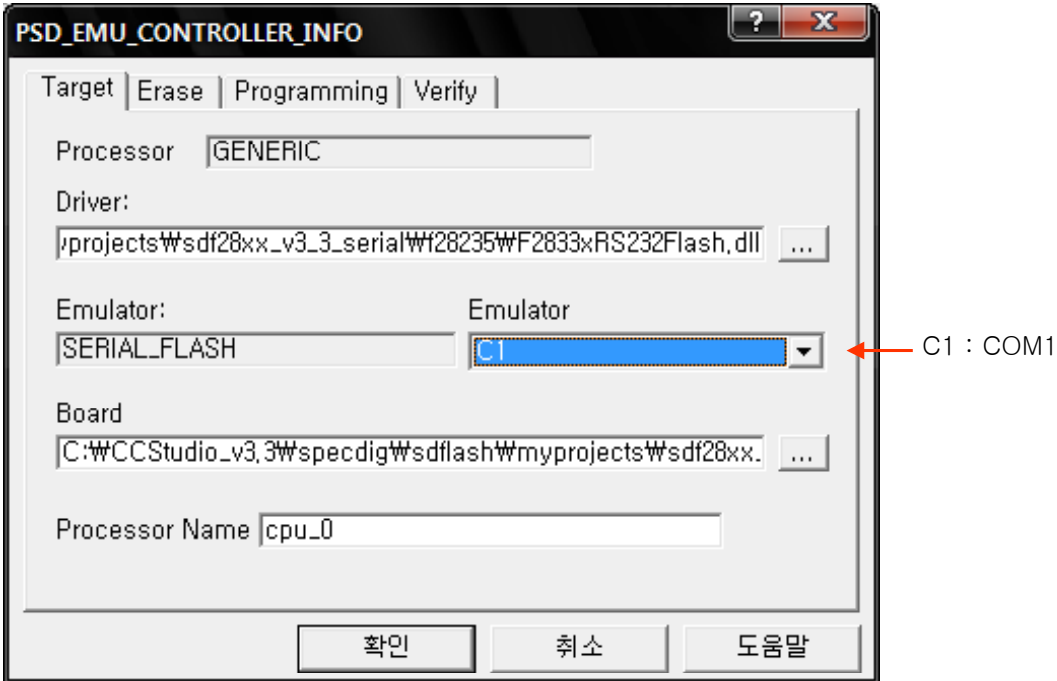 PSD_EMU_CONTROLLER_INFO
Target Erase Programming Verify
Processor GENERIC
Driver:
projects₩sdf28xx_v3_3_serial₩f28235₩F2833xRS232Flash.dll ...
Emulator: Emulator
SERIAL_FLASH C1 C1 : COM1
Board
C:₩CCStudio_v3.3₩specdig₩sdflash₩myprojects₩sdf28xx. ...
Processor Name cpu_0
확인 취소 도움말